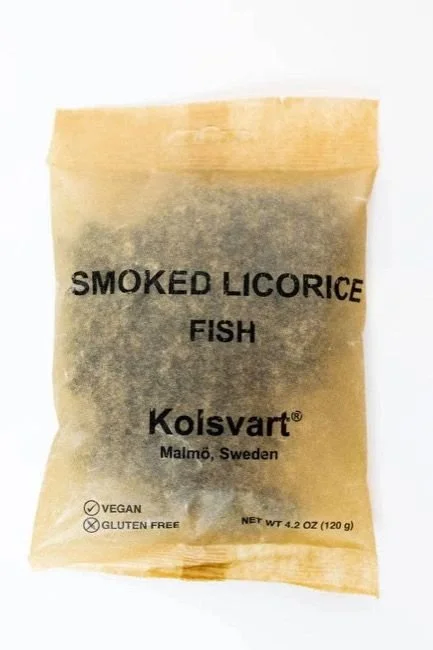 SMOKED LICORICE
FISH
Kolsvart®
Malmö, Sweden
VEGAN
GLUTEN FREE
NET WT 4.2 OZ (120 g)